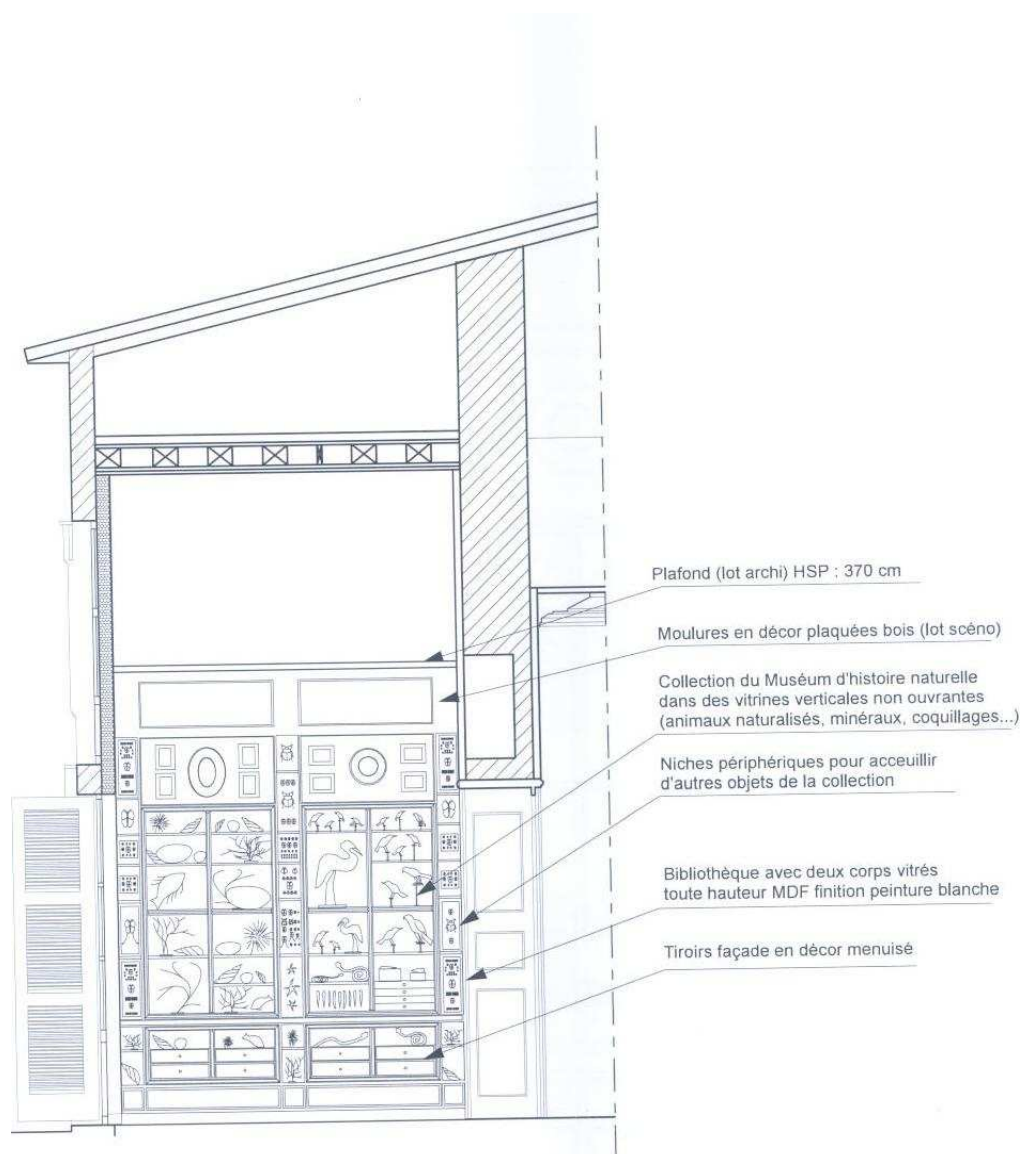 Plafond (lot archi) HSP : 370 cm
Moulures en décor plaquées bois (lot scéno)
Collection du Muséum d'histoire naturelle
dans des vitrines verticales non ouvrantes
(animaux naturalisés, minéraux, coquillages...)
Niches périphériques pour acceuillir
d'autres objets de la collection
Bibliothèque avec deux corps vitrés
toute hauteur MDF finition peinture blanche
Tiroirs façade en décor menuisé